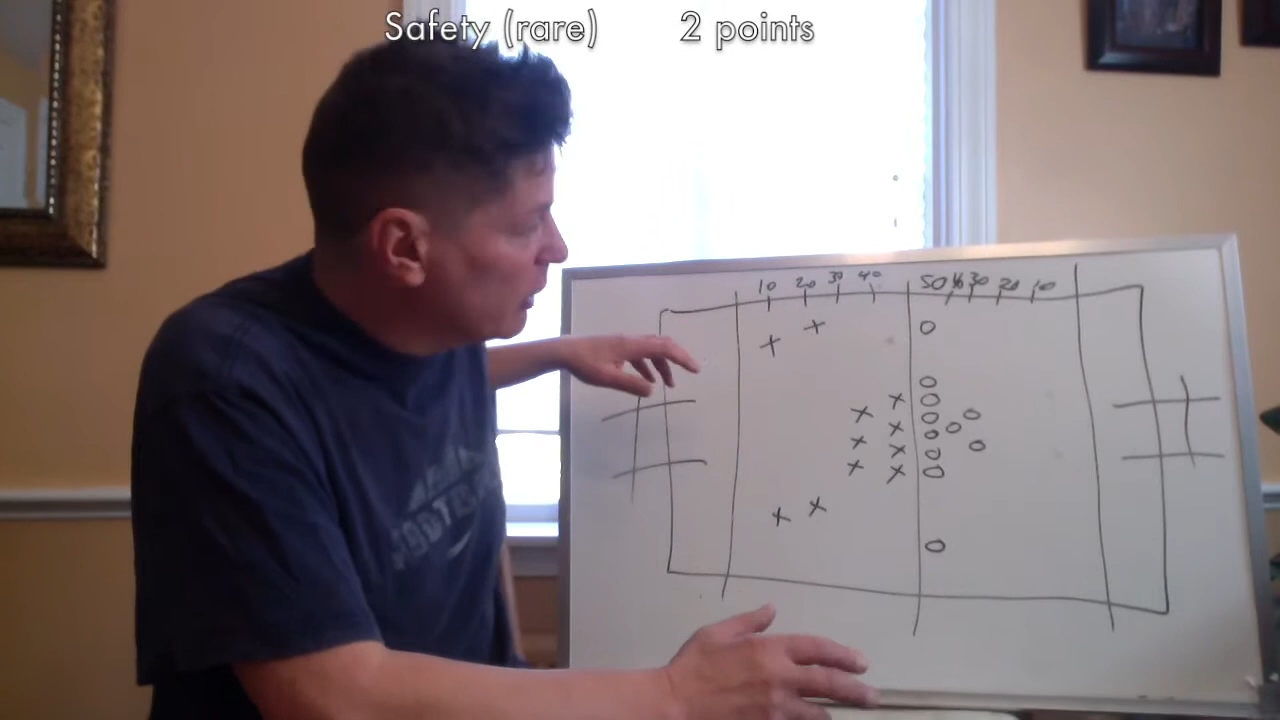 Safety (rare) 2 points
10 20 30 40 50 40 30 20 10
x x o
o
x o
x x o o
x o o
x x o o
x x o
x x o